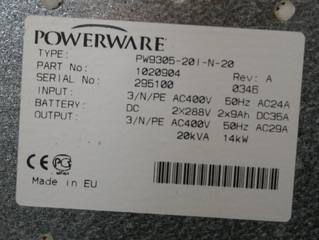 POWERWARE®
TYPE: PW9305-20I-N-20
Part No: 1020904 Rev: A
SERIAL No: 295100 0346
INPUT: 3/N/PE AC400V 50Hz AC24A
BATTERY: DC 2X288V 2x9Ah DC35A
OUTPUT: 3/N/PE AC400V 50Hz AC29A
20kVA 14kW
CE
Made in EU